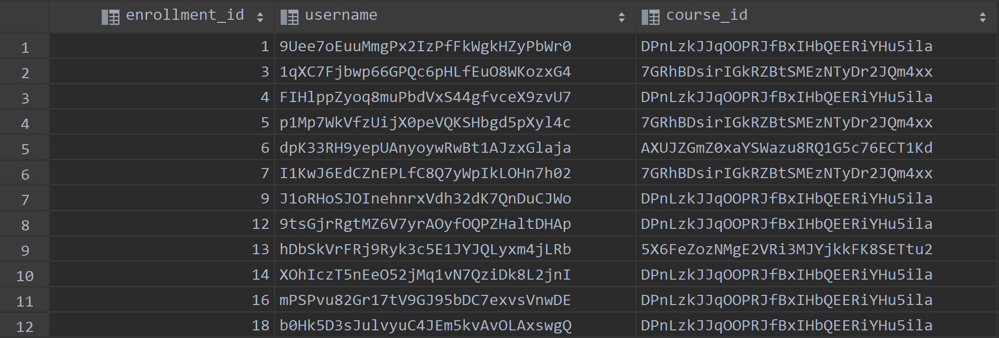 enrollment_id username course_id
1 1 9Uee7oEuuMmgPx2IzPfFkWgkHZyPbWr0 DPnLzkJJqOOPRJfBxIHbQEERiYHu5ila
2 3 1qXC7Fjbwp66GPQc6pHLfEuO8WKozxG4 7GRhBDsirIGkRZBtSMEzNTyDr2JQm4xx
3 4 FIHlppZyoq8muPbdVxS44gfvceX9zvU7 DPnLzkJJqOOPRJfBxIHbQEERiYHu5ila
4 5 p1Mp7WkVfzUijX0peVQKSHbgd5pXyl4c 7GRhBDsirIGkRZBtSMEzNTyDr2JQm4xx
5 6 dpK33RH9yepUAnyoywRwBt1AJzxGlaja AXUJZGmZ0xaYSWazu8RQ1G5c76ECT1Kd
6 7 I1KwJ6EdCZnEPLfC8Q7yWpIkLOHn7h02 7GRhBDsirIGkRZBtSMEzNTyDr2JQm4xx
7 9 J1oRHoSJOInehnrxVdh32dK7QnDuCJWo DPnLzkJJqOOPRJfBxIHbQEERiYHu5ila
8 12 9tsGjrRgtMZ6V7yrAOyfOQPZHaltDHAp DPnLzkJJqOOPRJfBxIHbQEERiYHu5ila
9 13 hDbSkVrFRj9Ryk3c5E1JYJQLyxm4jLRb 5X6FeZozNMgE2VRi3MJYjkkFK8SETtu2
10 14 XOhIczT5nEeO52jMq1vN7QziDk8L2jnI DPnLzkJJqOOPRJfBxIHbQEERiYHu5ila
11 16 mPSPvu82Gr17tV9GJ95bDC7exvsVnwDE DPnLzkJJqOOPRJfBxIHbQEERiYHu5ila
12 18 b0Hk5D3sJulvyuC4JEm5kvAvOLAxswgQ DPnLzkJJqOOPRJfBxIHbQEERiYHu5ila